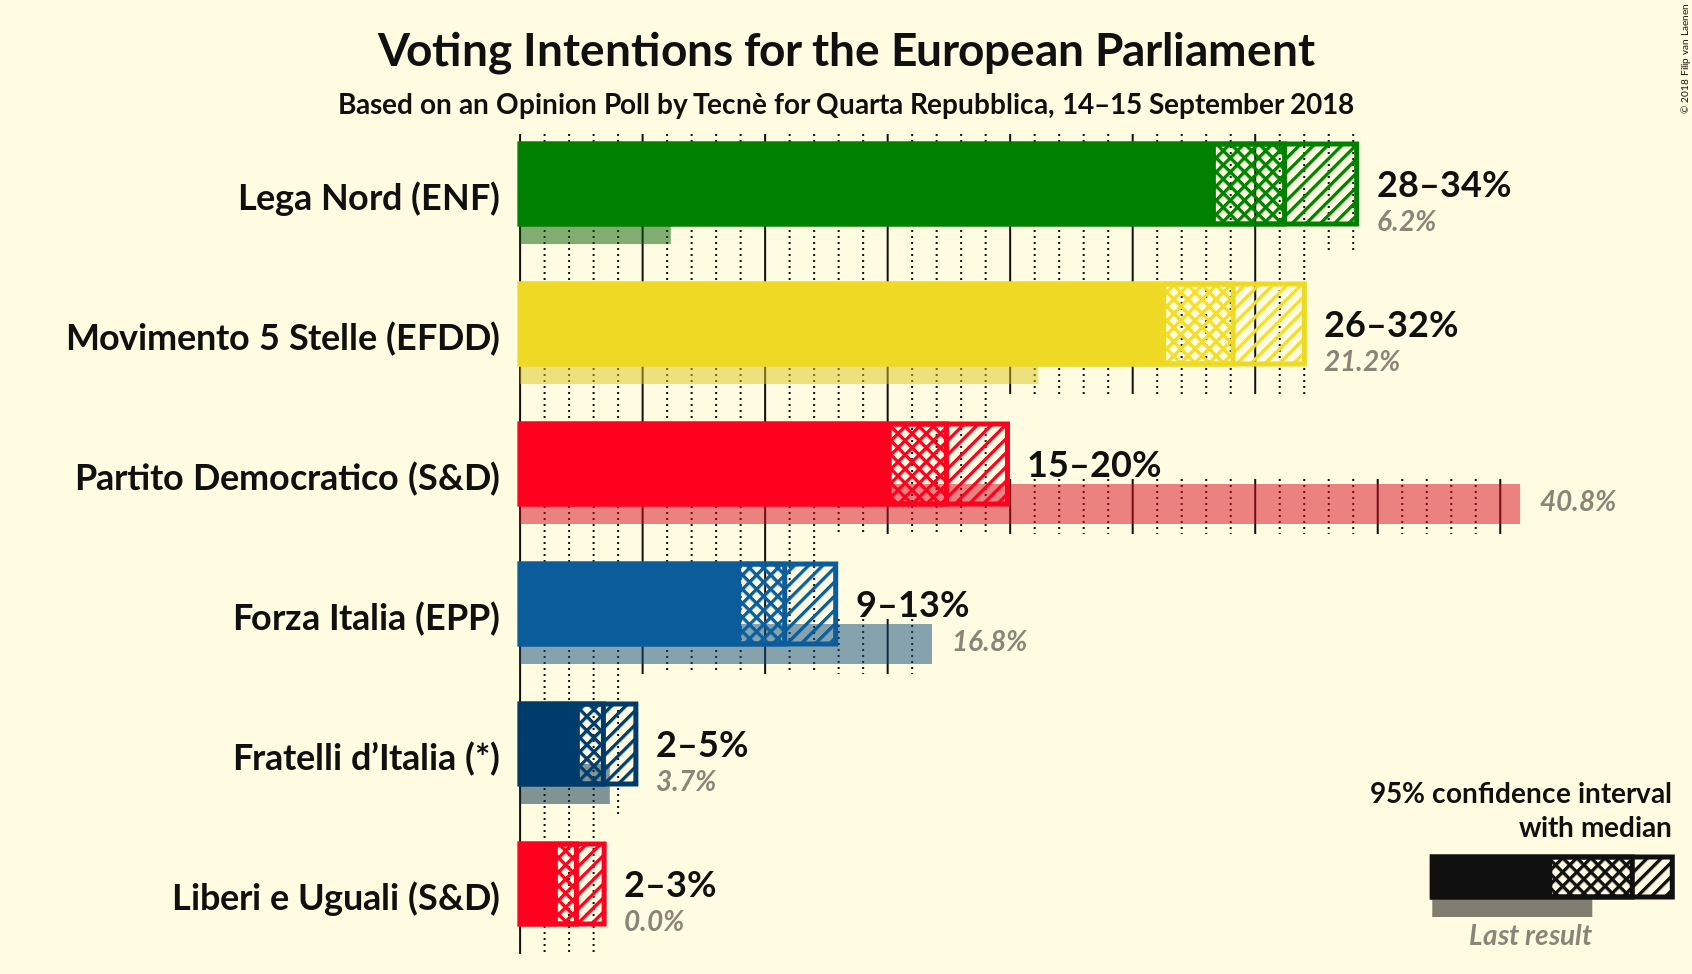 Voting Intentions for the European Parliament
Based on an Opinion Poll by Tecnè for Quarta Repubblica, 14–15 September 2018
© 2018 Filip van Laenen
Lega Nord (ENF)
28–34%
6.2%
Movimento 5 Stelle (EFDD)
26–32%
21.2%
Partito Democratico (S&D)
15–20%
40.8%
Forza Italia (EPP)
9–13%
16.8%
Fratelli d’Italia (*)
2–5%
3.7%
Liberi e Uguali (S&D)
2–3%
0.0%
95% confidence interval
with median
Last result